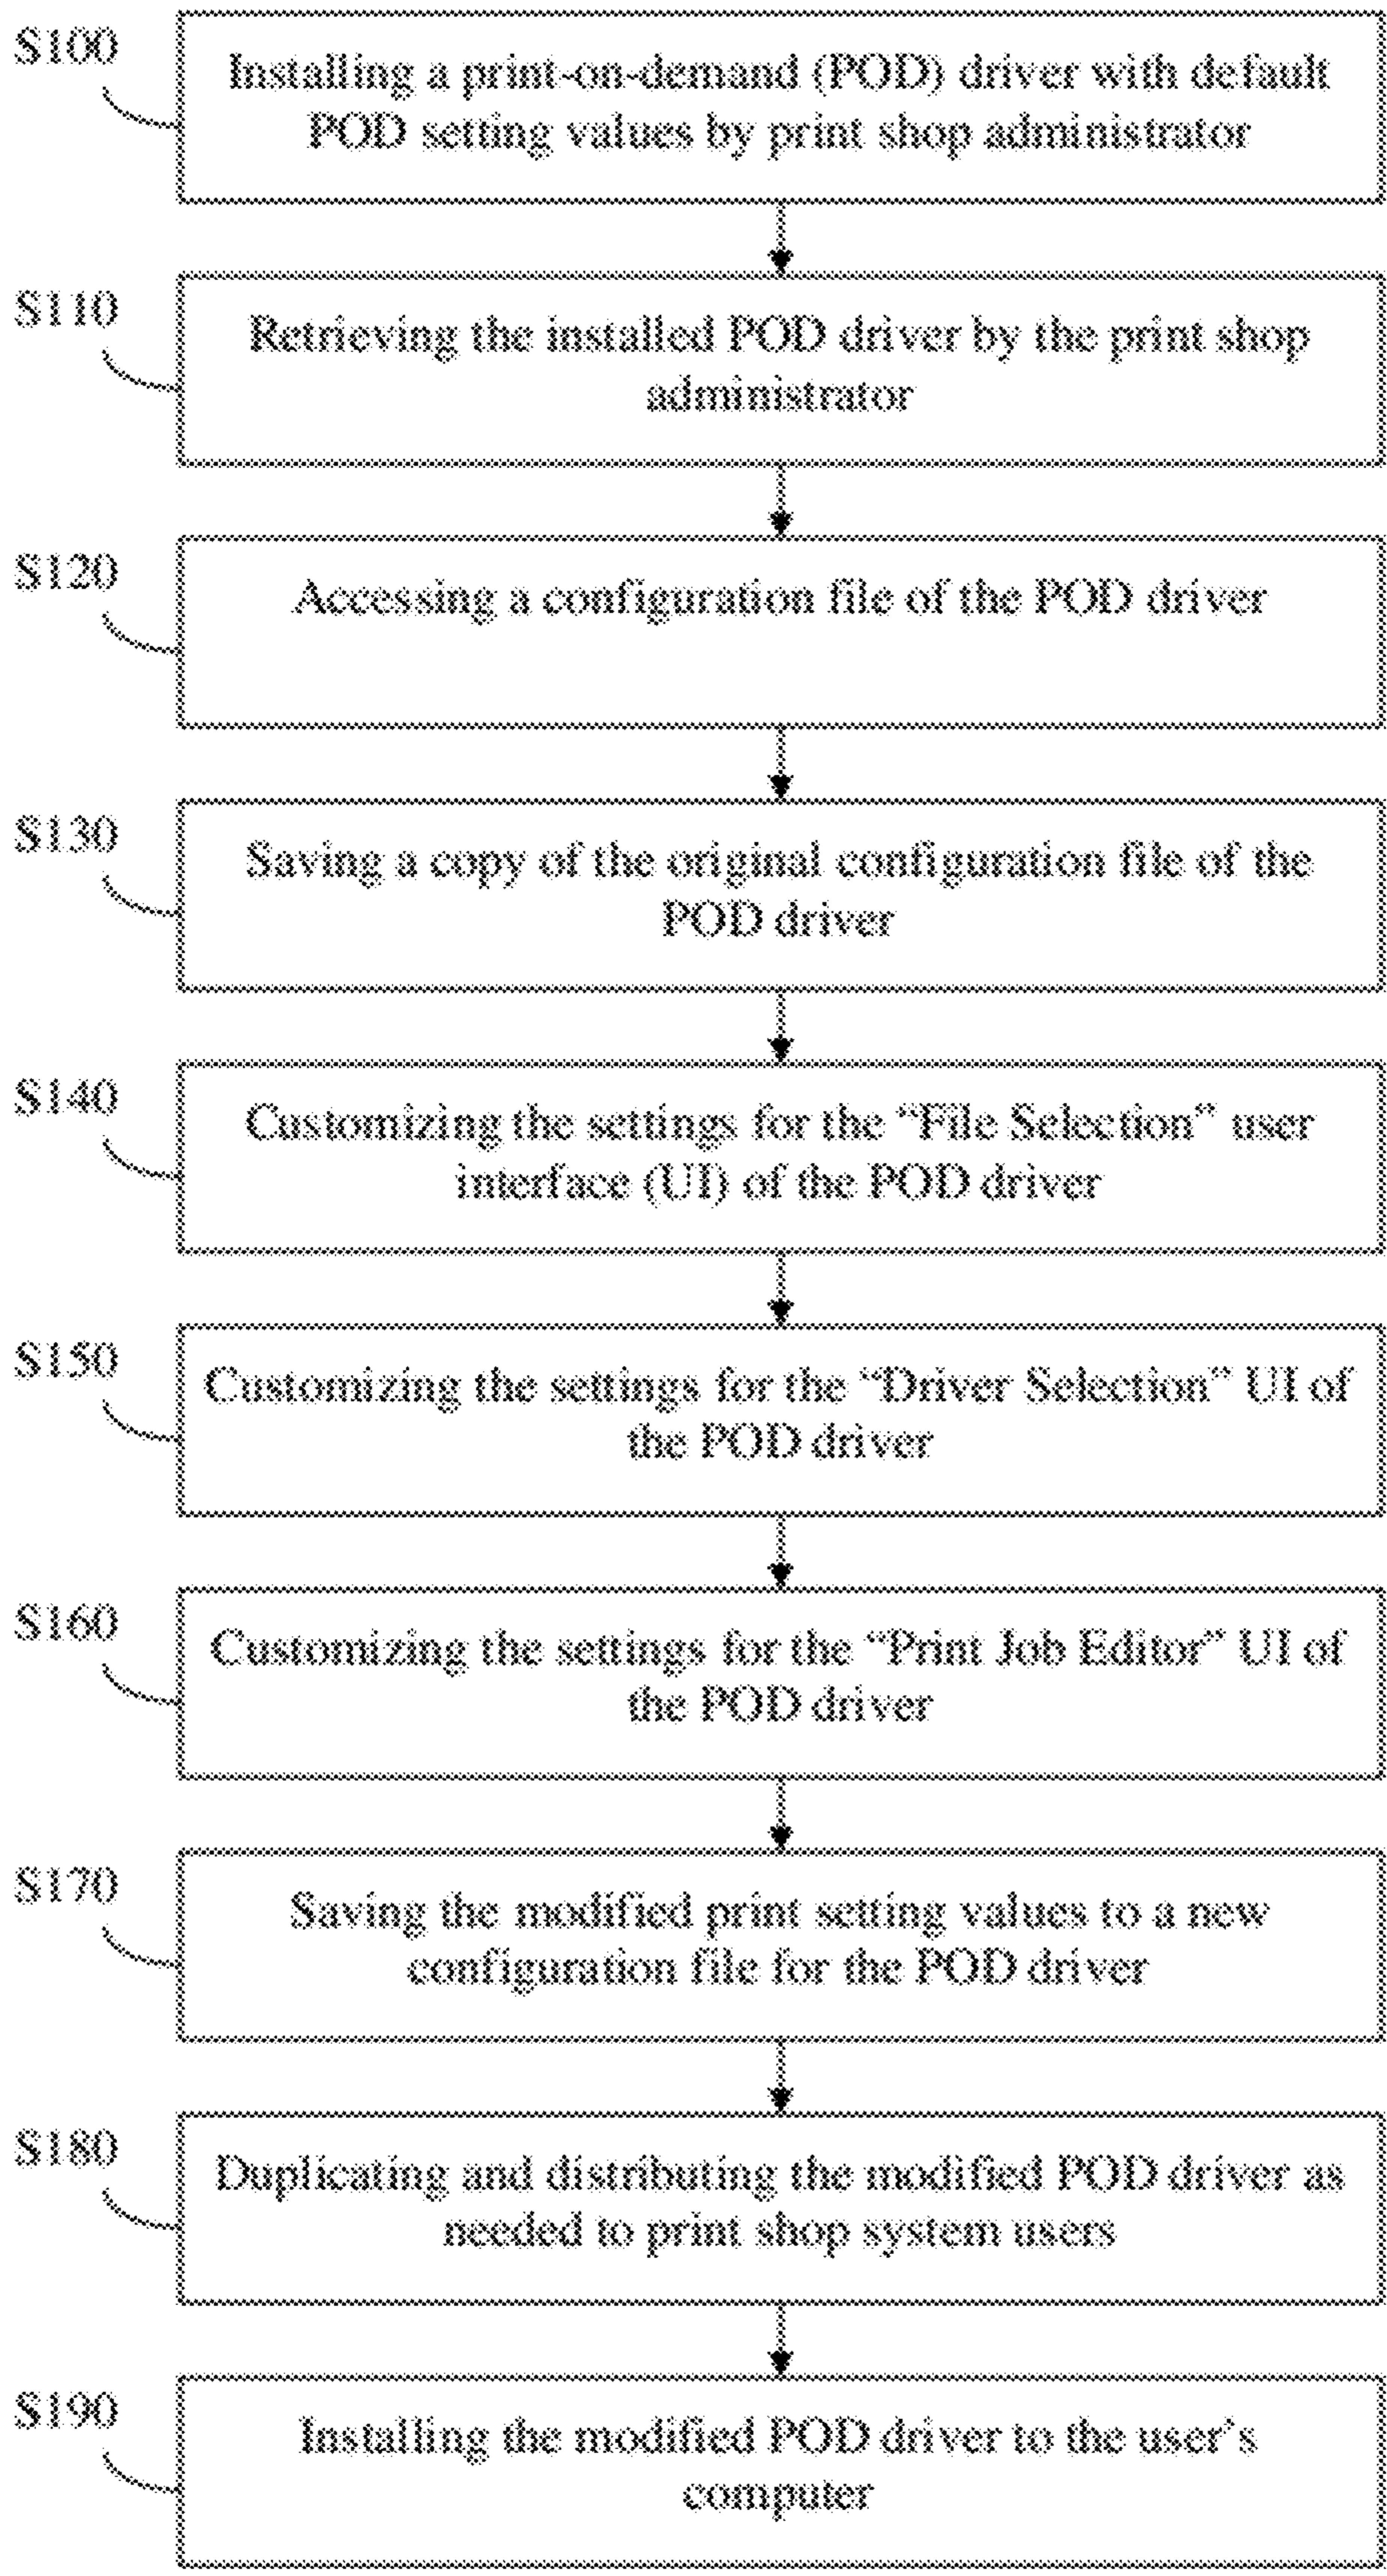 S100
Installing a print-on-demand (POD) driver with default
POD setting values by print shop administrator
S110
Retrieving the installed POD driver by the print shop
administrator
S120
Accessing a configuration file of the POD driver
S130
Saving a copy of the original configuration file of the
POD driver
S140
Customizing the settings for the “File Selection” user
interface (UI) of the POD driver
S150
Customizing the settings for the “Driver Selection” UI of
the POD driver
S160
Customizing the settings for the “Print Job Editor” UI of
the POD driver
S170
Saving the modified print setting values to a new
configuration file for the POD driver
S180
Duplicating and distributing the modified POD driver as
needed to print shop system users
S190
Installing the modified POD driver to the user’s
computer